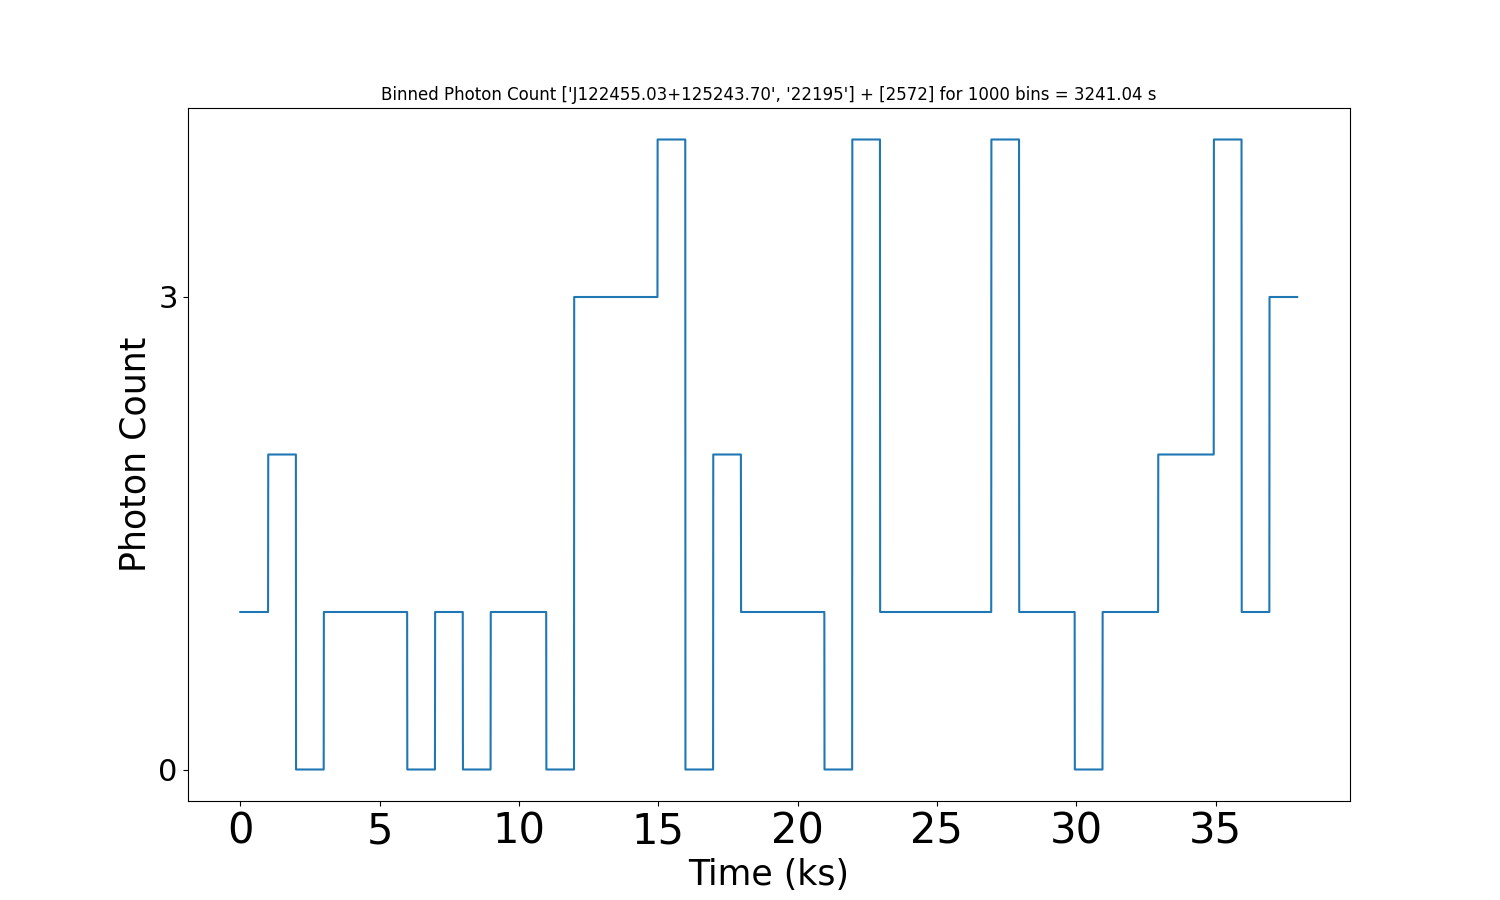 Binned Photon Count ['J122455.03+125243.70', '22195'] + [2572] for 1000 bins = 3241.04 s
Photon Count
3
0
0 5 10 15 20 25 30 35
Time (ks)